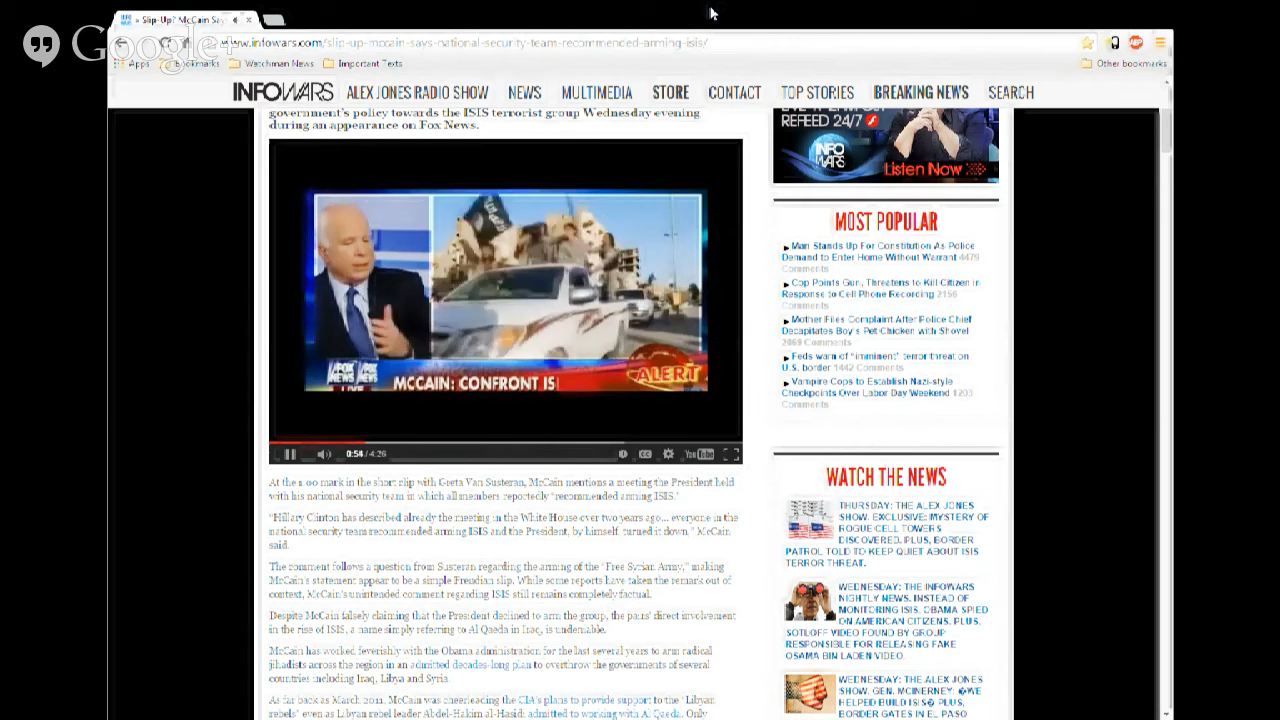 » Slip-Up? McCain Say
Google+
www.infowars.com/slip-up-mccain-says-national-security-team-recommended-arming-isis/
Apps
Bookmarks
Watchman News
Important Texts
Other bookmarks
INFOWARS
ALEX JONES RADIO SHOW
NEWS
MULTIMEDIA
STORE
CONTACT
TOP STORIES
BREAKING NEWS
SEARCH
government's policy towards the ISIS terrorist group Wednesday evening
during an appearance on Fox News.
FOX NEWS
MCCAIN: CONFRONT IS
ALERT
0:54 / 4:26
YouTube
At the 1:00 mark in the short clip with Greta Van Susteran, McCain mentions a meeting the President held
with his national security team in which all members reportedly "recommended arming ISIS."
"Hillary Clinton has described already the meeting in the White House over two years ago... everyone in the
national security team recommended arming ISIS and the President, by himself, turned it down," McCain
said.
The comment follows a question from Susteran regarding the arming of the "Free Syrian Army," making
McCain's statement appear to be a simple Freudian slip. While some reports have taken the remark out of
context, McCain's unintended comment regarding ISIS still remains completely factual.
Despite McCain falsely claiming that the President declined to arm the group, the pairs' direct involvement
in the rise of ISIS, a name simply referring to Al Qaeda in Iraq, is undeniable.
McCain has worked feverishly with the Obama administration for the last several years to arm radical
jihadists across the region in an admitted decades-long plan to overthrow the governments of several
countries including Iraq, Libya and Syria.
As far back as March 2011, McCain was cheerleading the CIA's plans to provide support to the "Libyan
rebels" even as Libyan rebel leader Abdel-Hakim al-Hasidi admitted to working with Al Qaeda. Only
REFEED 24/7
INFO
WARS
Listen Now
MOST POPULAR
Man Stands Up For Constitution As Police
Demand to Enter Home Without Warrant 4479
Comments
Cop Points Gun, Threatens to Kill Citizen in
Response to Cell Phone Recording 2156
Comments
Mother Files Complaint After Police Chief
Decapitates Boy's Pet Chicken with Shovel
2069 Comments
Feds warn of "imminent" terror threat on
U.S. border 1442 Comments
Vampire Cops to Establish Nazi-style
Checkpoints Over Labor Day Weekend 1203
Comments
WATCH THE NEWS
THURSDAY: THE ALEX JONES
SHOW. EXCLUSIVE: MYSTERY OF
ROGUE CELL TOWERS
DISCOVERED. PLUS, BORDER
PATROL TOLD TO KEEP QUIET ABOUT ISIS
TERROR THREAT.
WEDNESDAY: THE INFOWARS
NIGHTLY NEWS. INSTEAD OF
MONITORING ISIS, OBAMA SPIED
ON AMERICAN CITIZENS. PLUS,
SOTLOFF VIDEO FOUND BY GROUP
RESPONSIBLE FOR RELEASING FAKE
OSAMA BIN LADEN VIDEO.
WEDNESDAY: THE ALEX JONES
SHOW. GEN. MCINERNEY: �WE
HELPED BUILD ISIS� PLUS,
BORDER GATES IN EL PASO